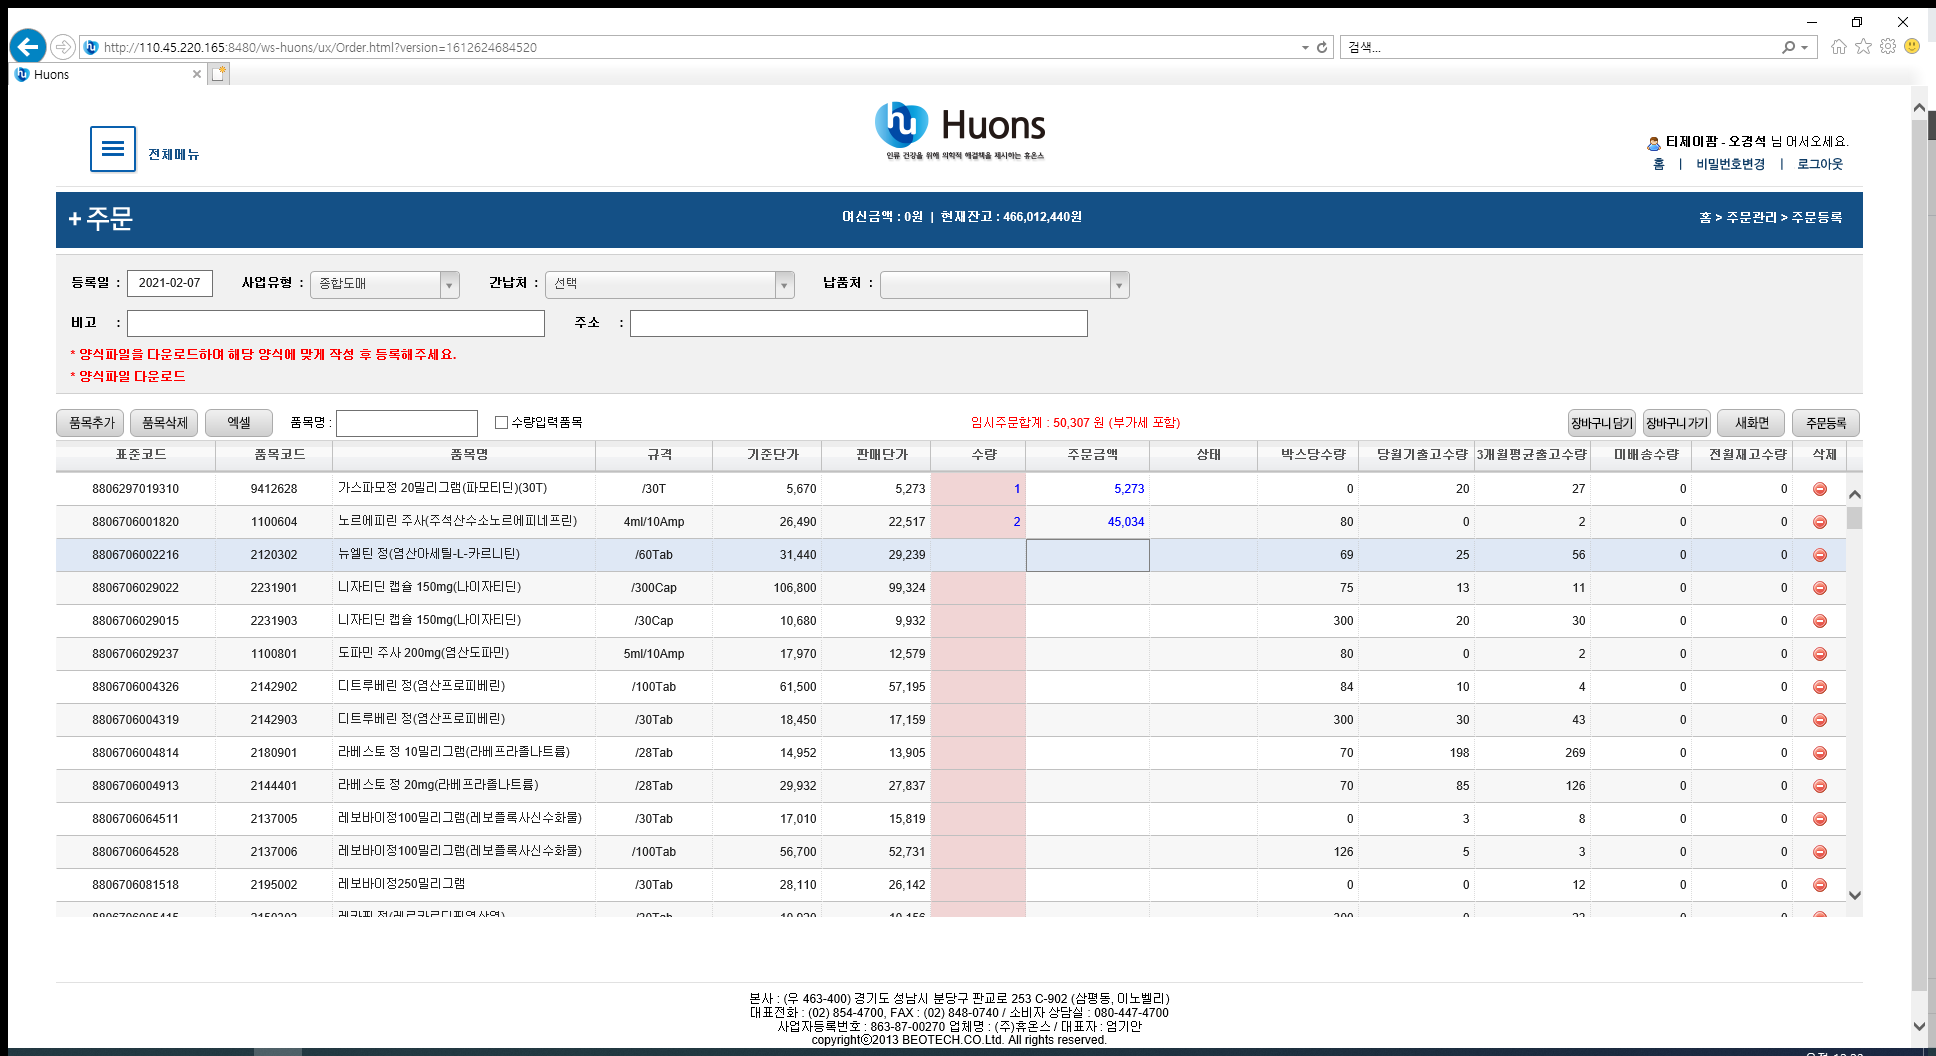 http://110.45.220.165:8480/ws-huons/ux/Order.html?version=1612624684520
검색...
Huons
hu Huons
인류 건강을 위해 의학적 해결책을 제시하는 휴온스
전체메뉴
티제이팜 - 오경석 님 어서오세요.
홈 | 비밀번호변경 | 로그아웃
+ 주문
여신금액 : 0원 | 현재잔고 : 466,012,440원
홈 > 주문관리 > 주문등록
등록일 : 2021-02-07 사업유형 : 종합도매 간납처 : 선택 납품처 :
비고 : 주소 :
* 양식파일을 다운로드하여 해당 양식에 맞게 작성 후 등록해주세요.
* 양식파일 다운로드
품목추가 품목삭제 엑셀 품목명 : 수량입력품목 임시주문합계 : 50,307 원 (부가세 포함) 장바구니 담기 장바구니 가기 새화면 주문등록
표준코드 품목코드 품목명 규격 기준단가 판매단가 수량 주문금액 상태 박스당수량 당월기출고수량 3개월평균출고수량 미배송수량 전월재고수량 삭제
8806297019310 9412628 가스파모정 20밀리그램(파모티딘)(30T) /30T 5,670 5,273 1 5,273 0 20 27 0 0
8806706001820 1100604 노르에피린 주사(주석산수소노르에피네프린) 4ml/10Amp 26,490 22,517 2 45,034 80 0 2 0 0
8806706002216 2120302 뉴엘틴 정(염산아세틸-L-카르니틴) /60Tab 31,440 29,239 69 25 56 0 0
8806706029022 2231901 니자티딘 캡슐 150mg(나이자티딘) /300Cap 106,800 99,324 75 13 11 0 0
8806706029015 2231903 니자티딘 캡슐 150mg(나이자티딘) /30Cap 10,680 9,932 300 20 30 0 0
8806706029237 1100801 도파민 주사 200mg(염산도파민) 5ml/10Amp 17,970 12,579 80 0 2 0 0
8806706004326 2142902 디트루베린 정(염산프로피베린) /100Tab 61,500 57,195 84 10 4 0 0
8806706004319 2142903 디트루베린 정(염산프로피베린) /30Tab 18,450 17,159 300 30 43 0 0
8806706004814 2180901 라베스토 정 10밀리그램(라베프라졸나트륨) /28Tab 14,952 13,905 70 198 269 0 0
8806706004913 2144401 라베스토 정 20mg(라베프라졸나트륨) /28Tab 29,932 27,837 70 85 126 0 0
8806706064511 2137005 레보바이정100밀리그램(레보플록사신수화물) /30Tab 17,010 15,819 0 3 8 0 0
8806706064528 2137006 레보바이정100밀리그램(레보플록사신수화물) /100Tab 56,700 52,731 126 5 3 0 0
8806706081518 2195002 레보바이정250밀리그램 /30Tab 28,110 26,142 0 0 12 0 0
본사 : (우 463-400) 경기도 성남시 분당구 판교로 253 C-902 (삼평동, 이노밸리)
대표전화 : (02) 854-4700, FAX : (02) 848-0740 / 소비자 상담실 : 080-447-4700
사업자등록번호 : 863-87-00270 업체명 : (주)휴온스 / 대표자 : 엄기안
copyrightⓒ2013 BEOTECH.CO.Ltd. All rights reserved.